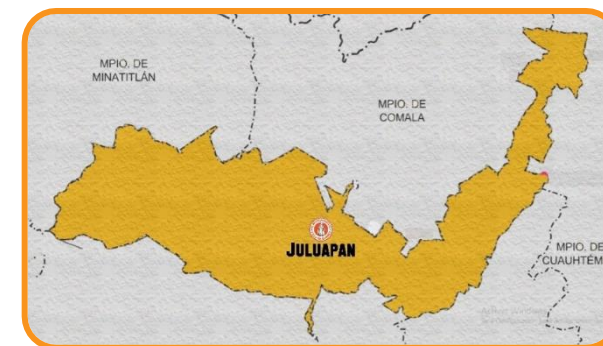 MPIO. DE
MINATITLÁN
MPIO. DE
COMALA
JULUAPAN
MPIO. DE
CUAUHTÉM